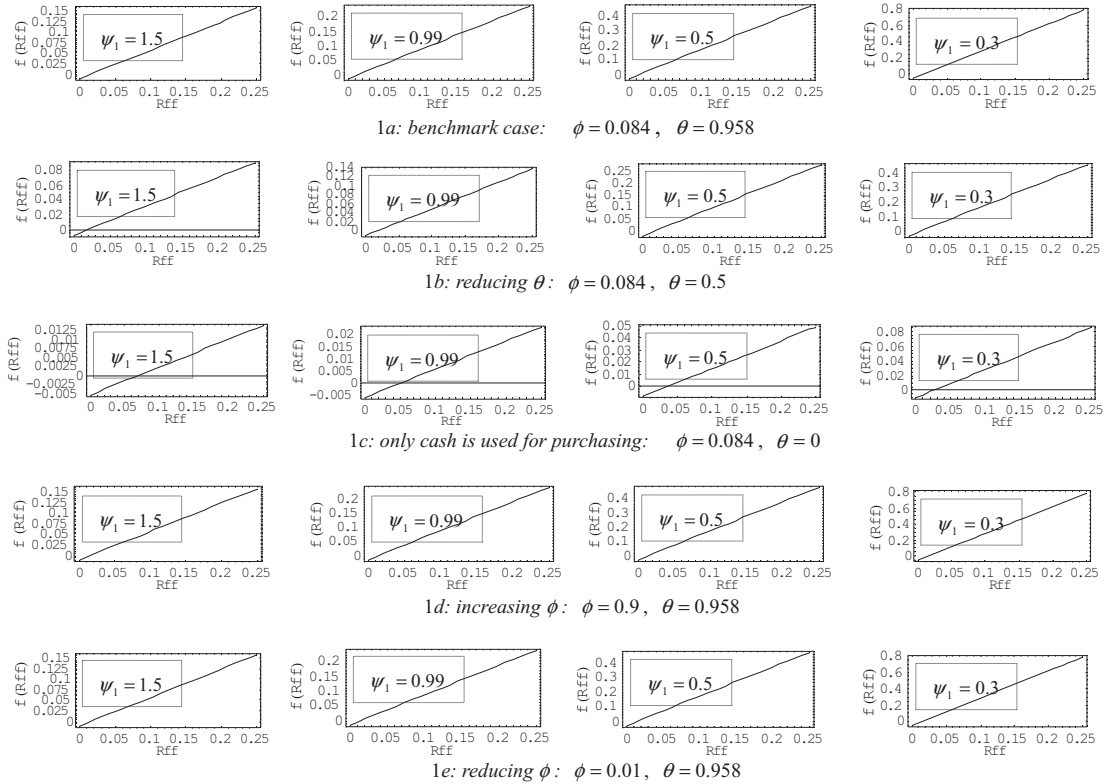 f (Rff) 0.15 0.125 0.1 0.075 0.05 0.025 0 ψ1 = 1.5 0 0.05 0.1 0.15 0.2 0.25 Rff
f (Rff) 0.2 0.15 0.1 0.05 0 ψ1 = 0.99 0 0.05 0.1 0.15 0.2 0.25 Rff
f (Rff) 0.4 0.3 0.2 0.1 0 ψ1 = 0.5 0 0.05 0.1 0.15 0.2 0.25 Rff
f (Rff) 0.8 0.6 0.4 0.2 0 ψ1 = 0.3 0 0.05 0.1 0.15 0.2 0.25 Rff
1a: benchmark case: ϕ = 0.084 , θ = 0.958
f (Rff) 0.08 0.06 0.04 0.02 0 ψ1 = 1.5 0 0.05 0.1 0.15 0.2 0.25 Rff
f (Rff) 0.14 0.12 0.1 0.08 0.06 0.04 0.02 0 ψ1 = 0.99 0 0.05 0.1 0.15 0.2 0.25 Rff
f (Rff) 0.25 0.2 0.15 0.1 0.05 0 ψ1 = 0.5 0 0.05 0.1 0.15 0.2 0.25 Rff
f (Rff) 0.4 0.3 0.2 0.1 0 ψ1 = 0.3 0 0.05 0.1 0.15 0.2 0.25 Rff
1b: reducing θ : ϕ = 0.084 , θ = 0.5
f (Rff) 0.0125 0.01 0.0075 0.005 0.0025 0 −0.0025 −0.005 ψ1 = 1.5 0 0.05 0.1 0.15 0.2 0.25 Rff
f (Rff) 0.02 0.015 0.01 0.005 0 −0.005 ψ1 = 0.99 0 0.05 0.1 0.15 0.2 0.25 Rff
f (Rff) 0.05 0.04 0.03 0.02 0.01 0 ψ1 = 0.5 0 0.05 0.1 0.15 0.2 0.25 Rff
f (Rff) 0.08 0.06 0.04 0.02 0 ψ1 = 0.3 0 0.05 0.1 0.15 0.2 0.25 Rff
1c: only cash is used for purchasing: ϕ = 0.084 , θ = 0
f (Rff) 0.15 0.125 0.1 0.075 0.05 0.025 0 ψ1 = 1.5 0 0.05 0.1 0.15 0.2 0.25 Rff
f (Rff) 0.2 0.15 0.1 0.05 0 ψ1 = 0.99 0 0.05 0.1 0.15 0.2 0.25 Rff
f (Rff) 0.4 0.3 0.2 0.1 0 ψ1 = 0.5 0 0.05 0.1 0.15 0.2 0.25 Rff
f (Rff) 0.8 0.6 0.4 0.2 0 ψ1 = 0.3 0 0.05 0.1 0.15 0.2 0.25 Rff
1d: increasing ϕ : ϕ = 0.9 , θ = 0.958
f (Rff) 0.15 0.125 0.1 0.075 0.05 0.025 0 ψ1 = 1.5 0 0.05 0.1 0.15 0.2 0.25 Rff
f (Rff) 0.2 0.15 0.1 0.05 0 ψ1 = 0.99 0 0.05 0.1 0.15 0.2 0.25 Rff
f (Rff) 0.4 0.3 0.2 0.1 0 ψ1 = 0.5 0 0.05 0.1 0.15 0.2 0.25 Rff
f (Rff) 0.8 0.6 0.4 0.2 0 ψ1 = 0.3 0 0.05 0.1 0.15 0.2 0.25 Rff
1e: reducing ϕ : ϕ = 0.01 , θ = 0.958